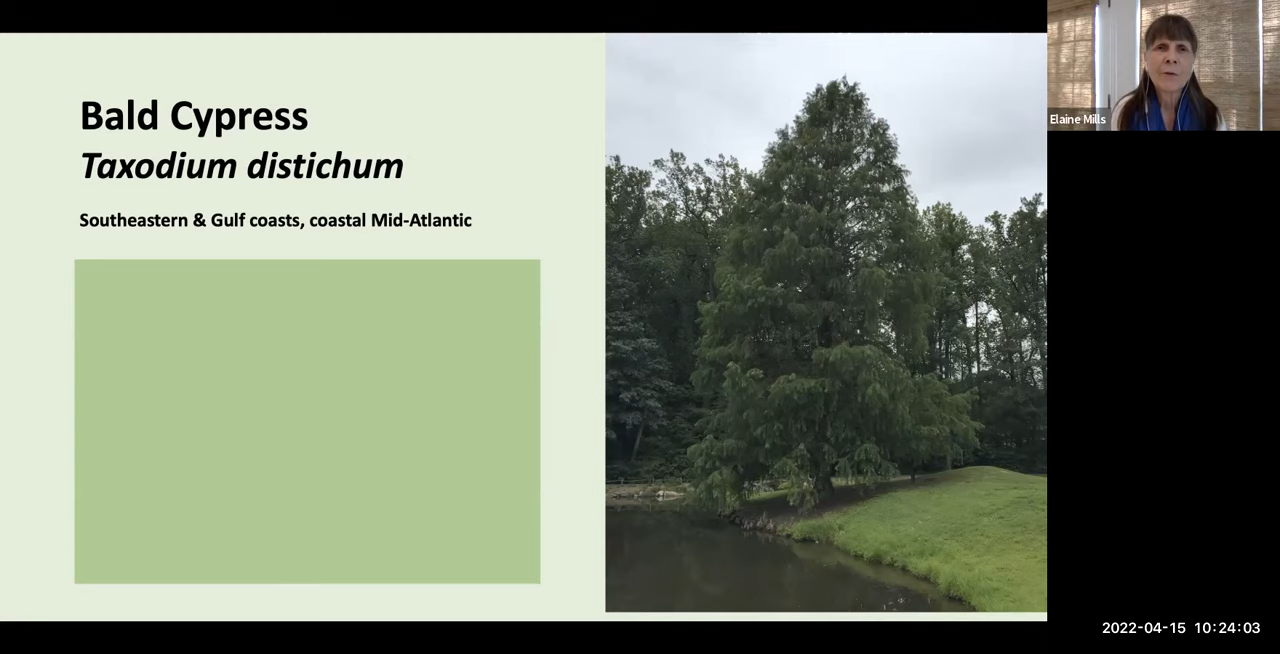 Bald Cypress
Taxodium distichum
Southeastern & Gulf coasts, coastal Mid-Atlantic
Elaine Mills
2022-04-15 10:24:03